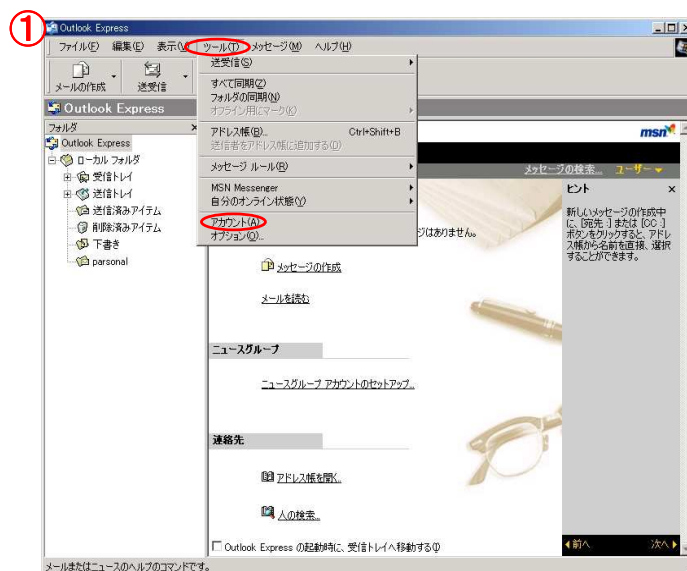 ①
Outlook Express
ファイル(F) 編集(E) 表示(V) ツール(T) メッセージ(M) ヘルプ(H)
メールの作成 送受信
送受信(S)
すべて同期(Z)
フォルダの同期(N)
オフライン用にマーク(K)
アドレス帳(B)... Ctrl+Shift+B
送信者をアドレス帳に追加する(D)
メッセージ ルール(R)
MSN Messenger
自分のオンライン状態(Y)
アカウント(A)
オプション(O)...
Outlook Express
フォルダ ×
Outlook Express
ローカル フォルダ
受信トレイ
送信トレイ
送信済みアイテム
削除済みアイテム
下書き
parsonal
msn
メッセージの検索... ユーザー
ジはありません。
メッセージの作成
メールを読む
ニュースグループ
ニュースグループ アカウントのセットアップ...
連絡先
アドレス帳を開く...
人の検索...
Outlook Express の起動時に、受信トレイへ移動する(I)
ヒント ×
新しいメッセージの作成中
に、[宛先 :] または [CC :]
ボタンをクリックすると、アドレ
ス帳から名前を直接、選択
することができます。
前へ 次へ
メールまたはニュースのヘルプのコマンドです。